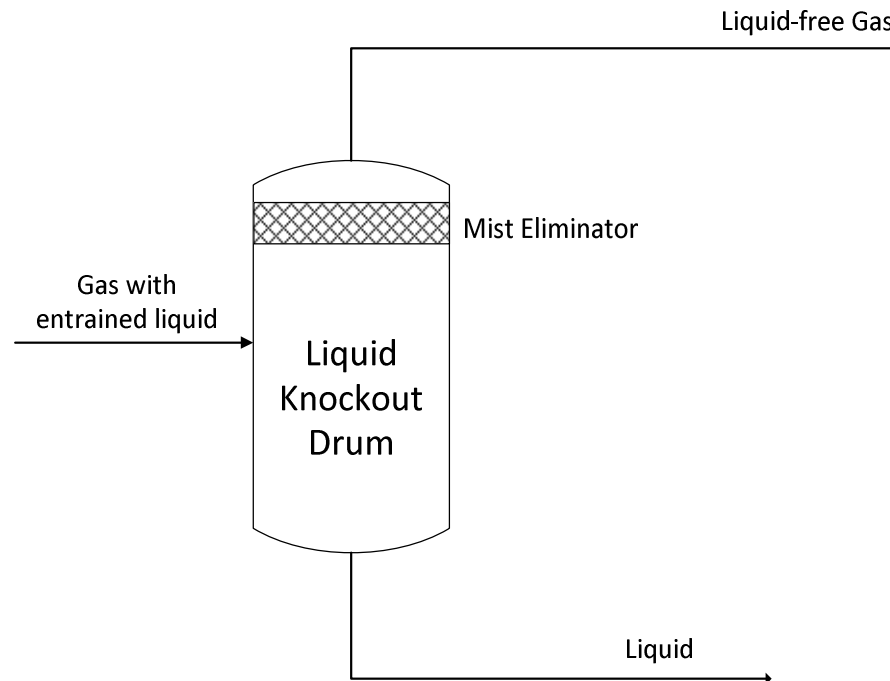 Liquid-free Gas
Mist Eliminator
Gas with
entrained liquid
Liquid
Knockout
Drum
Liquid